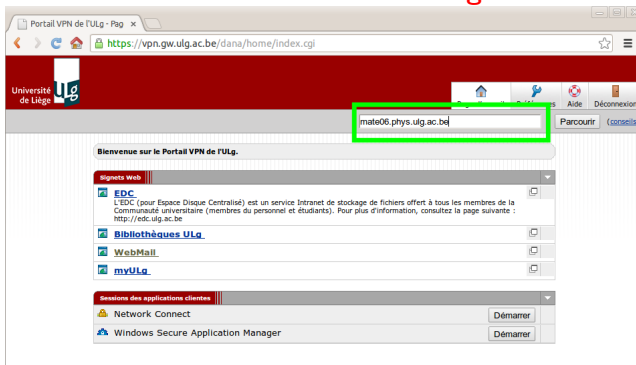 Portail VPN de l'ULg - Pag ×
https://vpn.gw.ulg.ac.be/dana/home/index.cgi
Université
de Liège
ulg
Aide
Déconnexion
mate06.phys.ulg.ac.be
Parcourir
(conseils
Bienvenue sur le Portail VPN de l'ULg.
Signets Web
EDC
L'EDC (pour Espace Disque Centralisé) est un service Intranet de stockage de fichiers offert à tous les membres de la
Communauté universitaire (membres du personnel et étudiants). Pour plus d'information, consultez la page suivante :
http://edc.ulg.ac.be
Bibliothèques ULg
WebMail
myULg
Sessions des applications clientes
Network Connect
Démarrer
Windows Secure Application Manager
Démarrer